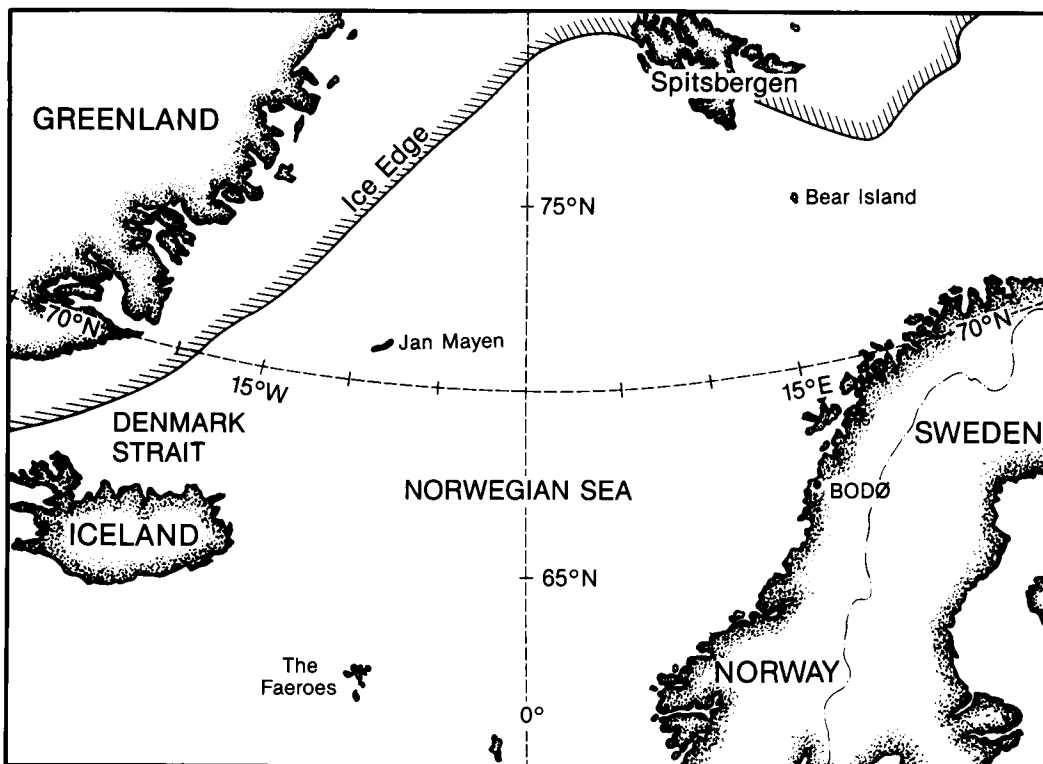 Spitsbergen
GREENLAND
Ice Edge
75°N
Bear Island
70°N
70°N
Jan Mayen
15°W
15°E
DENMARK
STRAIT
SWEDEN
NORWEGIAN SEA
BODØ
ICELAND
65°N
The
Faeroes
NORWAY
0°